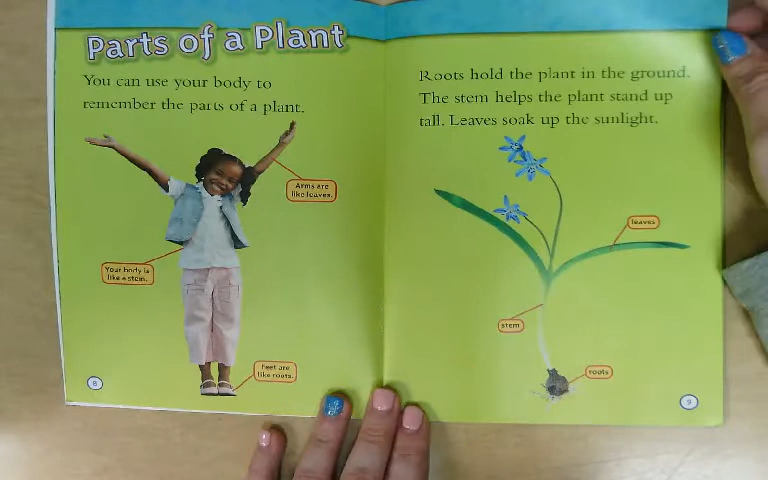 Parts of a Plant
You can use your body to
remember the parts of a plant.
Arms are
like leaves.
Your body is
like a stem.
Feet are
like roots.
8
Roots hold the plant in the ground.
The stem helps the plant stand up
tall. Leaves soak up the sunlight.
leaves
stem
roots
9